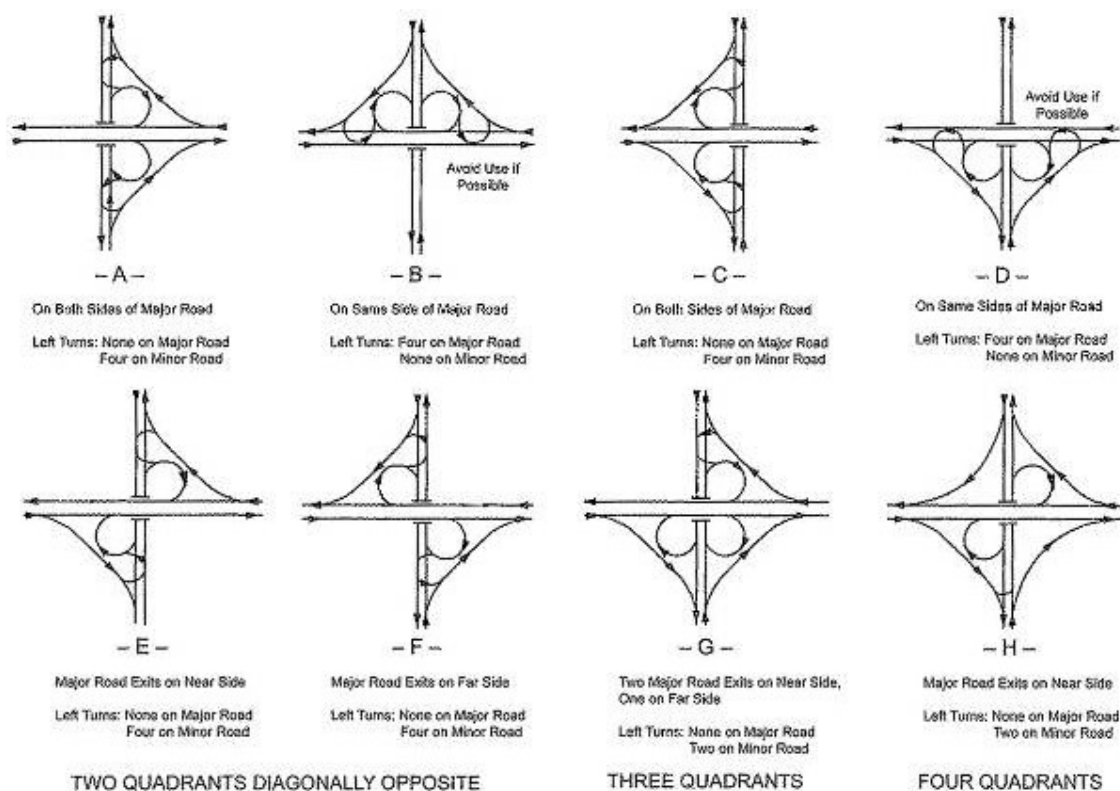 Avoid Use if
Possible
Avoid Use if
Possible
– A –
– B –
– C –
– D –
On Both Sides of Major Road
On Same Side of Major Road
On Both Sides of Major Road
On Same Sides of Major Road
Left Turns: None on Major Road
Four on Minor Road
Left Turns: Four on Major Road
None on Minor Road
Left Turns: None on Major Road
Four on Minor Road
Left Turns: Four on Major Road
None on Minor Road
– E –
– F –
– G –
– H –
Major Road Exits on Near Side
Major Road Exits on Far Side
Two Major Road Exits on Near Side,
One on Far Side
Major Road Exits on Near Side
Left Turns: None on Major Road
Four on Minor Road
Left Turns: None on Major Road
Four on Minor Road
Left Turns: None on Major Road
Two on Minor Road
Left Turns: None on Major Road
Two on Minor Road
TWO QUADRANTS DIAGONALLY OPPOSITE
THREE QUADRANTS
FOUR QUADRANTS